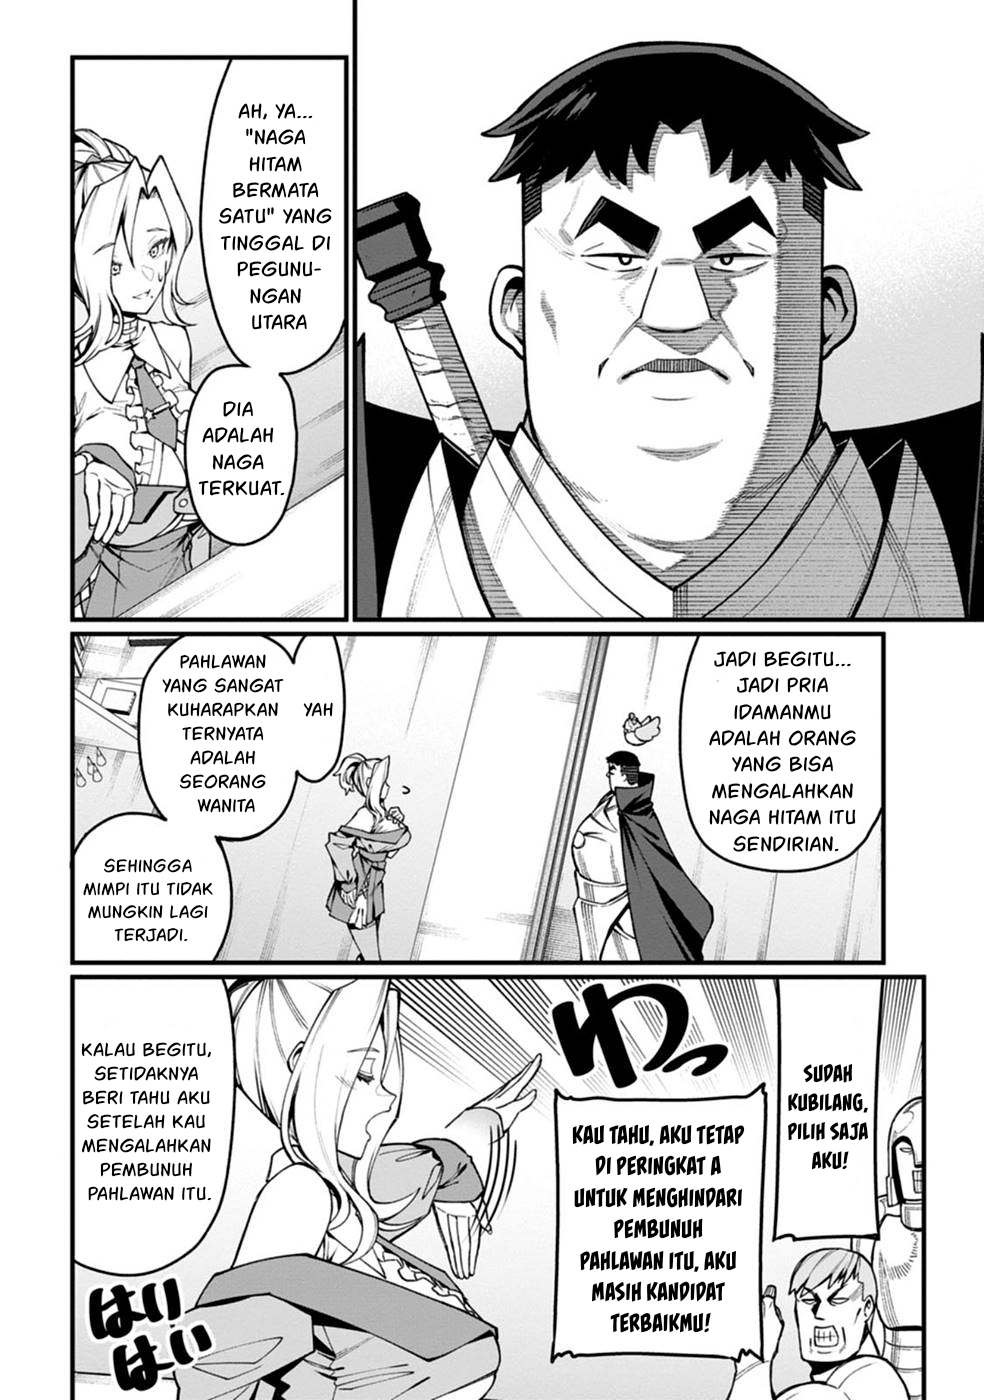 AH, YA...
"NAGA
HITAM
BERMATA
SATU" YANG
TINGGAL DI
PEGUNU-
NGAN
UTARA
DIA
ADALAH
NAGA
TERKUAT.
JADI BEGITU...
JADI PRIA
IDAMANMU
ADALAH ORANG
YANG BISA
MENGALAHKAN
NAGA HITAM ITU
SENDIRIAN.
YAH
PAHLAWAN
YANG SANGAT
KUHARAPKAN
TERNYATA
ADALAH
SEORANG
WANITA
SEHINGGA
MIMPI ITU TIDAK
MUNGKIN LAGI
TERJADI.
SUDAH
KUBILANG,
PILIH SAJA
AKU!
わっ
KAU TAHU, AKU TETAP
DI PERINGKAT A
UNTUK MENGHINDARI
PEMBUNUH
PAHLAWAN ITU, AKU
MASIH KANDIDAT
TERBAIKMU!
KALAU BEGITU,
SETIDAKNYA
BERI TAHU AKU
SETELAH KAU
MENGALAHKAN
PEMBUNUH
PAHLAWAN ITU.
はい
はい